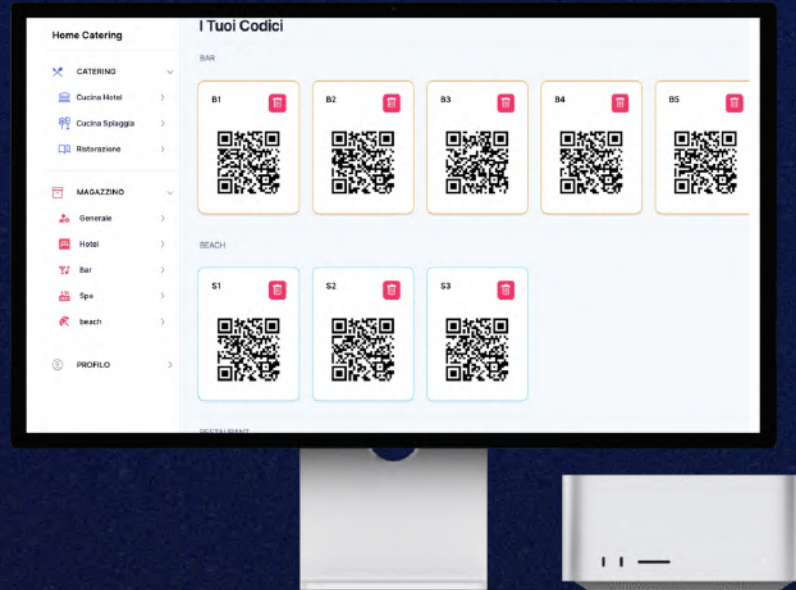 Home Catering
CATERING
Cucina Hotel
Cucina Spiaggia
Ristorazione
MAGAZZINO
Generale
Hotel
Bar
Spa
beach
PROFILO
I Tuoi Codici
BAR
B1
B2
B3
B4
B5
BEACH
S1
S2
S3
RESTAURANT